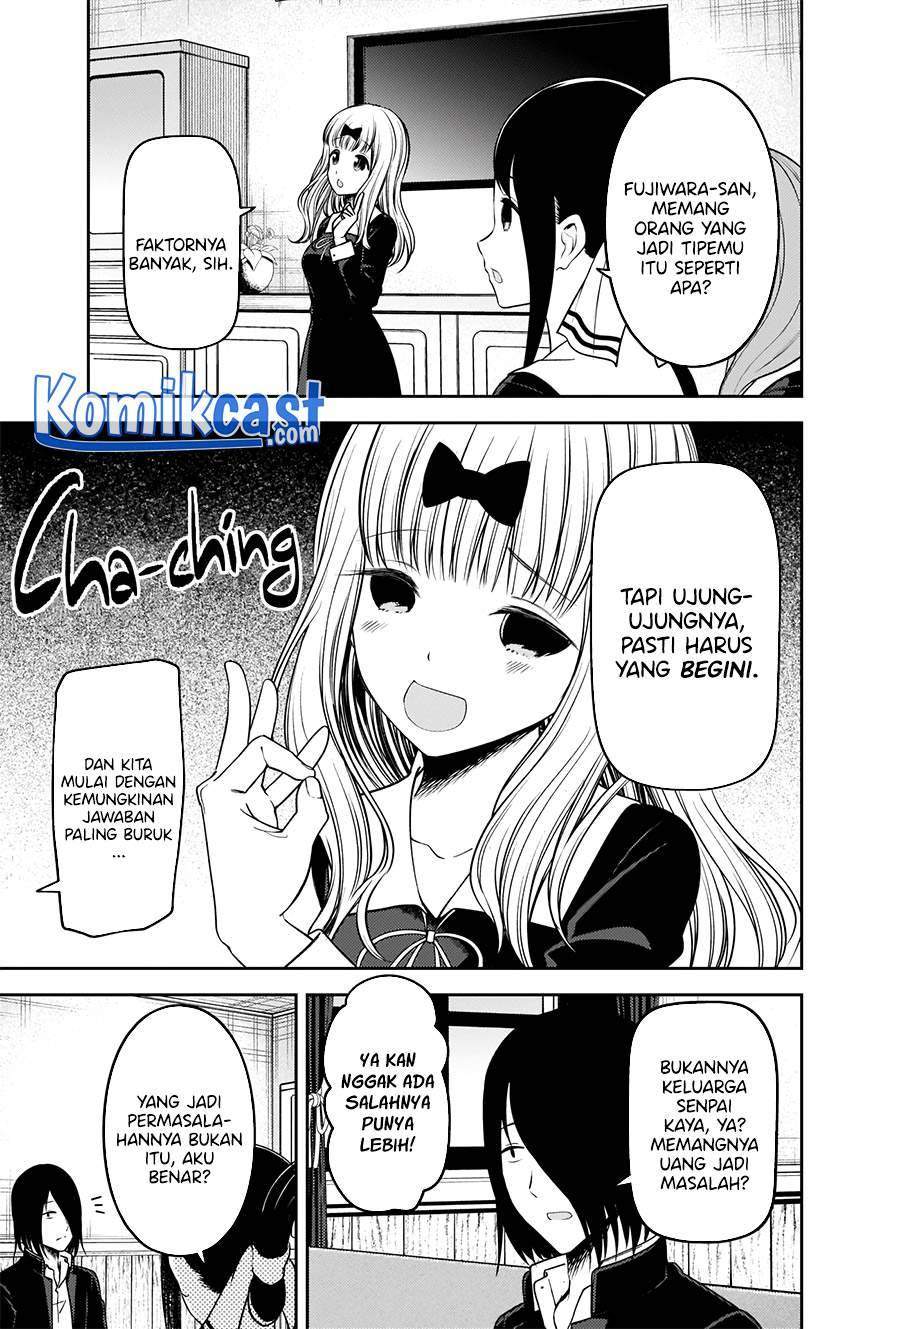 FUJIWARA-SAN,
MEMANG
ORANG YANG
JADI TIPEMU
ITU SEPERTI
APA?
FAKTORNYA
BANYAK, SIH.
Komikcast
.com
TAPI UJUNG-
UJUNGNYA,
PASTI HARUS
YANG BEGINI.
Cha-ching
DAN KITA
MULAI DENGAN
KEMUNGKINAN
JAWABAN
PALING BURUK
...
BUKANNYA
KELUARGA
SENPAI
KAYA, YA?
MEMANGNYA
UANG JADI
MASALAH?
YA KAN
NGGAK ADA
SALAHNYA
PUNYA
LEBIH!
YANG JADI
PERMASALA-
HANNYA BUKAN
ITU, AKU
BENAR?